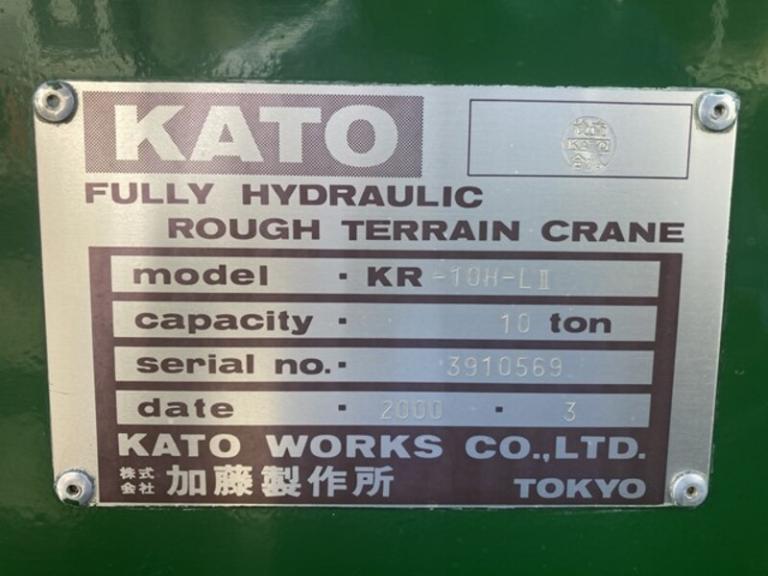 KATO
KATO
FULLY HYDRAULIC
ROUGH TERRAIN CRANE
model · KR -10H-LⅡ
capacity · 10 ton
serial no. · 3910569
date · 2000 · 3
KATO WORKS CO.,LTD.
株式会社 加藤製作所 TOKYO